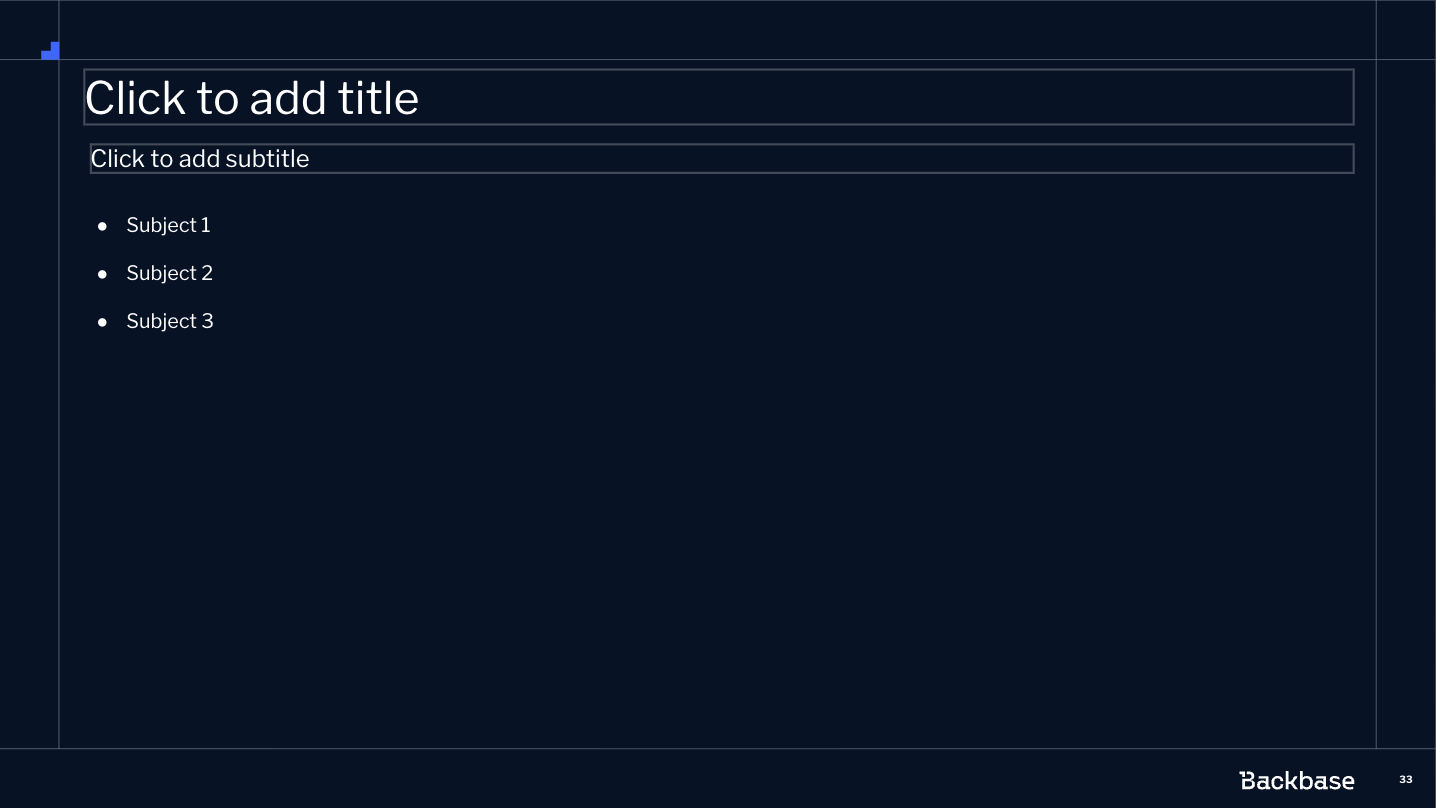 Click to add title
Click to add subtitle
● Subject 1
● Subject 2
● Subject 3
Backbase
33